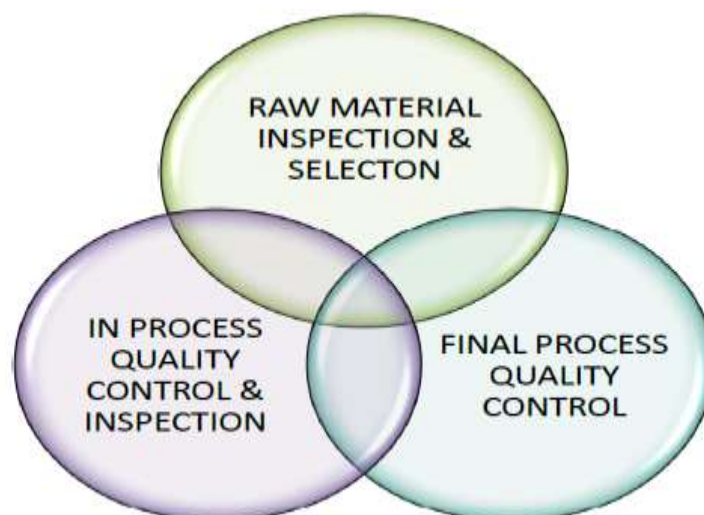 RAW MATERIAL
INSPECTION &
SELECTON
IN PROCESS
QUALITY
CONTROL &
INSPECTION
FINAL PROCESS
QUALITY
CONTROL